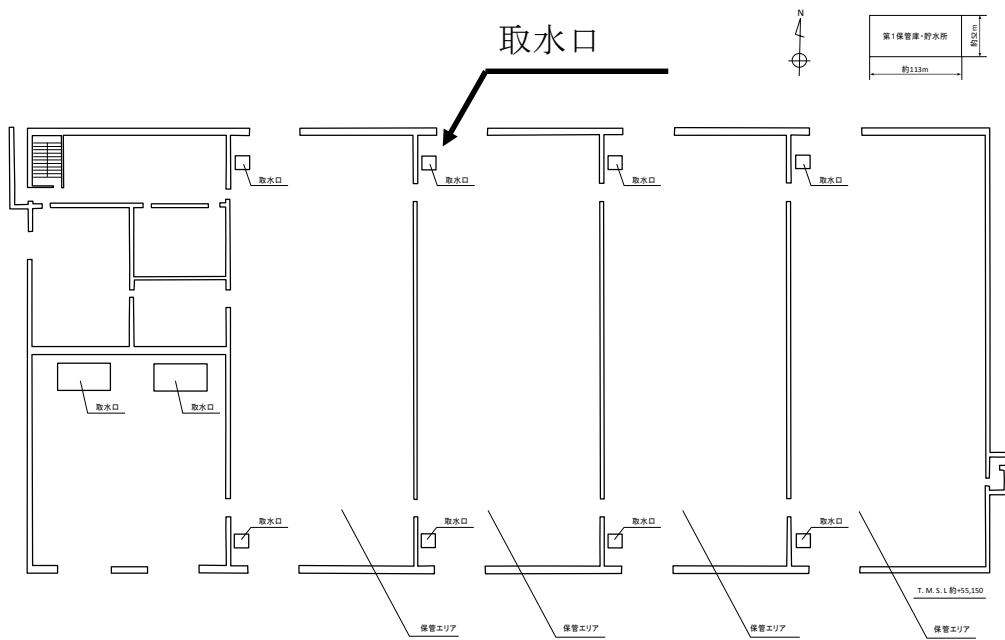 取水口
N
第1保管庫・貯水所
約52m
約113m
取水口
取水口
取水口
取水口
取水口
取水口
取水口
取水口
取水口
取水口
T. M. S. L 約+55,150
保管エリア
保管エリア
保管エリア
保管エリア